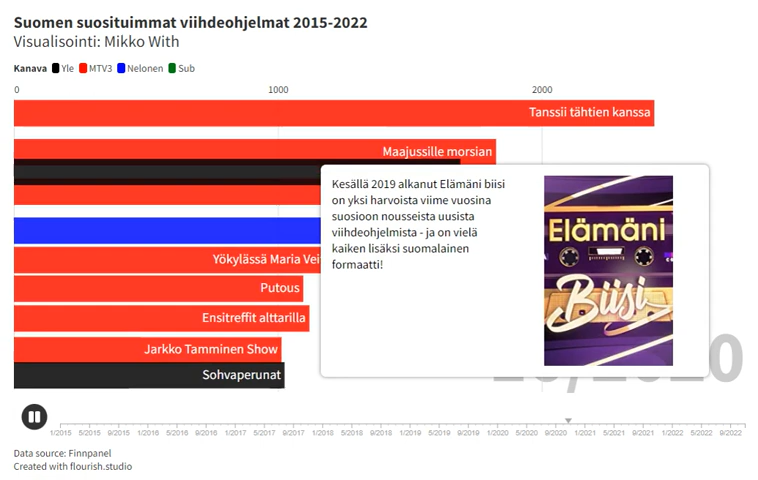 Suomen suosituimmat viihdeohjelmat 2015-2022
Visualisointi: Mikko With
Kanava Yle MTV3 Nelonen Sub
0 1000 2000
Tanssii tähtien kanssa
Maajussille morsian
Kesällä 2019 alkanut Elämäni biisi
on yksi harvoista viime vuosina
suosioon nousseista uusista
viihdeohjelmista - ja on vielä
kaiken lisäksi suomalainen
formaatti!
Elämäni
Biisi
Yökylässä Maria Vei
Putous
Ensitreffit alttarilla
Jarkko Tamminen Show
Sohvaperunat
1/2015 5/2015 9/2015 1/2016 5/2016 9/2016 1/2017 5/2017 9/2017 1/2018 5/2018 9/2018 1/2019 5/2019 9/2019 1/2020 5/2020 9/2020 1/2021 5/2021 9/2021 1/2022 5/2022 9/2022
Data source: Finnpanel
Created with flourish.studio